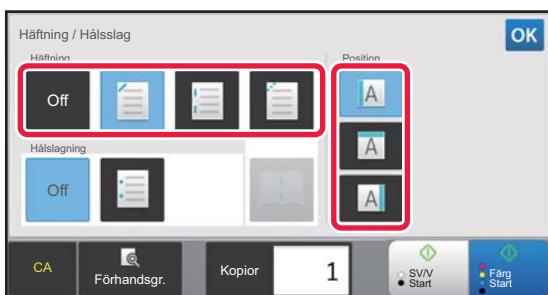 Häftning / Hålsslag
OK
Häftning
Position
Off
A
A
A
Hålslagning
Off
CA
Förhandsgr.
Kopior
1
SV/V
Start
Färg
Start